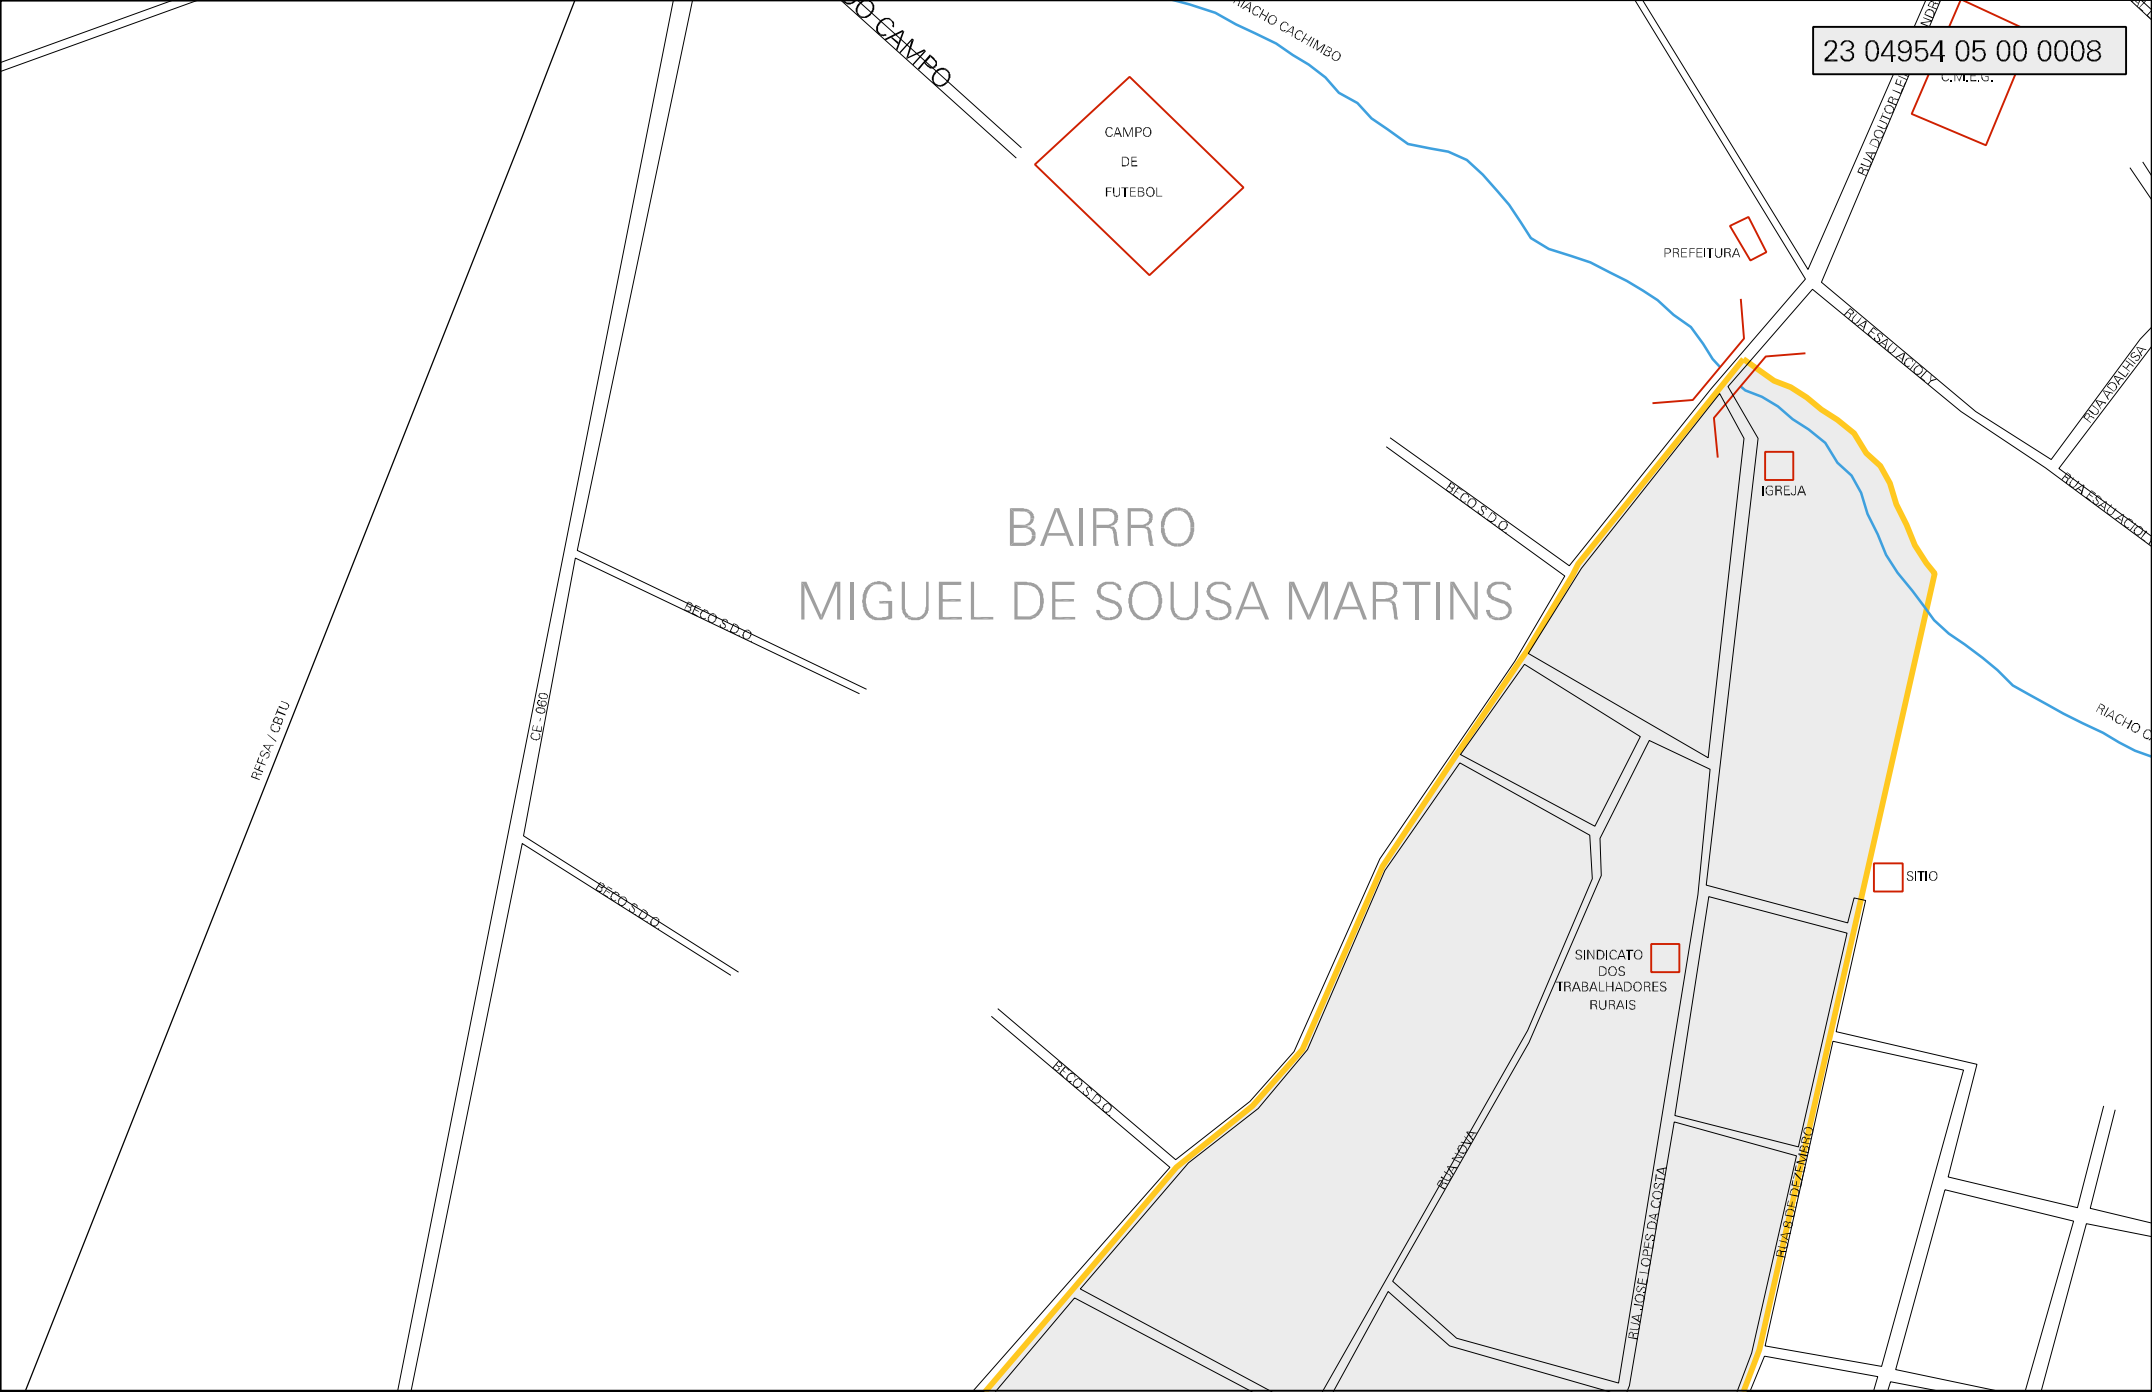 DO CAMPO
RIACHO CACHIMBO
23 04954 05 00 0008
C.M.E.G.
RUA DOUTOR
CAMPO
DE
FUTEBOL
PREFEITURA
RUA ESAU ACIOLY
RUA ADALHISA
BECO S.D.O
IGREJA
RUA ESAU
BAIRRO
MIGUEL DE SOUSA MARTINS
BECO S.D.O
RFFSA / CBTU
CE - 060
RIACHO
SITIO
BECO S.D.O
SINDICATO
DOS
TRABALHADORES
RURAIS
BECO S.D.O
RUA NOVA
RUA JOSE LOPES DA COSTA
RUA 8 DE DEZEMBRO